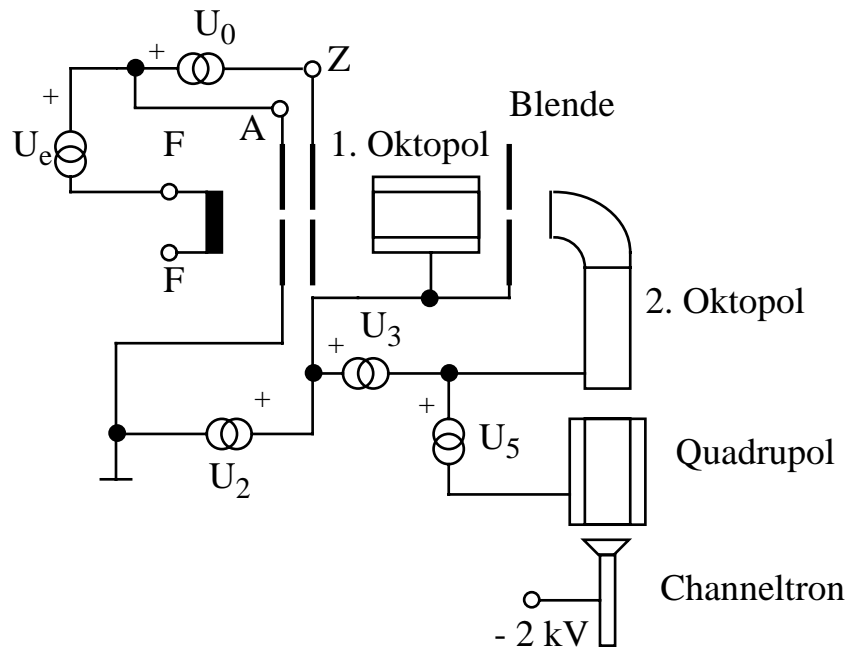 U0
+
Z
+
A
Blende
Ue
F
1. Oktopol
F
2. Oktopol
U3
+
+
+
U5
U2
Quadrupol
Channeltron
- 2 kV